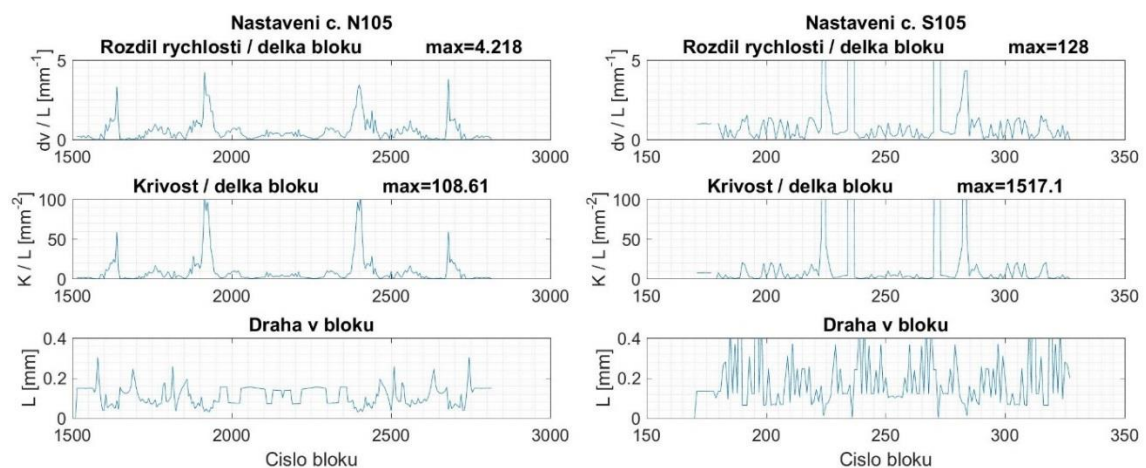 Nastaveni c. N105
Rozdil rychlosti / delka bloku max=4.218
dv / L [mm-1]
5
0
1500 2000 2500 3000
Krivost / delka bloku max=108.61
K / L [mm-2]
100
50
0
1500 2000 2500 3000
Draha v bloku
L [mm]
0.4
0.2
0
1500 2000 2500 3000
Cislo bloku
Nastaveni c. S105
Rozdil rychlosti / delka bloku max=128
dv / L [mm-1]
5
0
150 200 250 300 350
Krivost / delka bloku max=1517.1
K / L [mm-2]
100
50
0
150 200 250 300 350
Draha v bloku
L [mm]
0.4
0.2
0
150 200 250 300 350
Cislo bloku